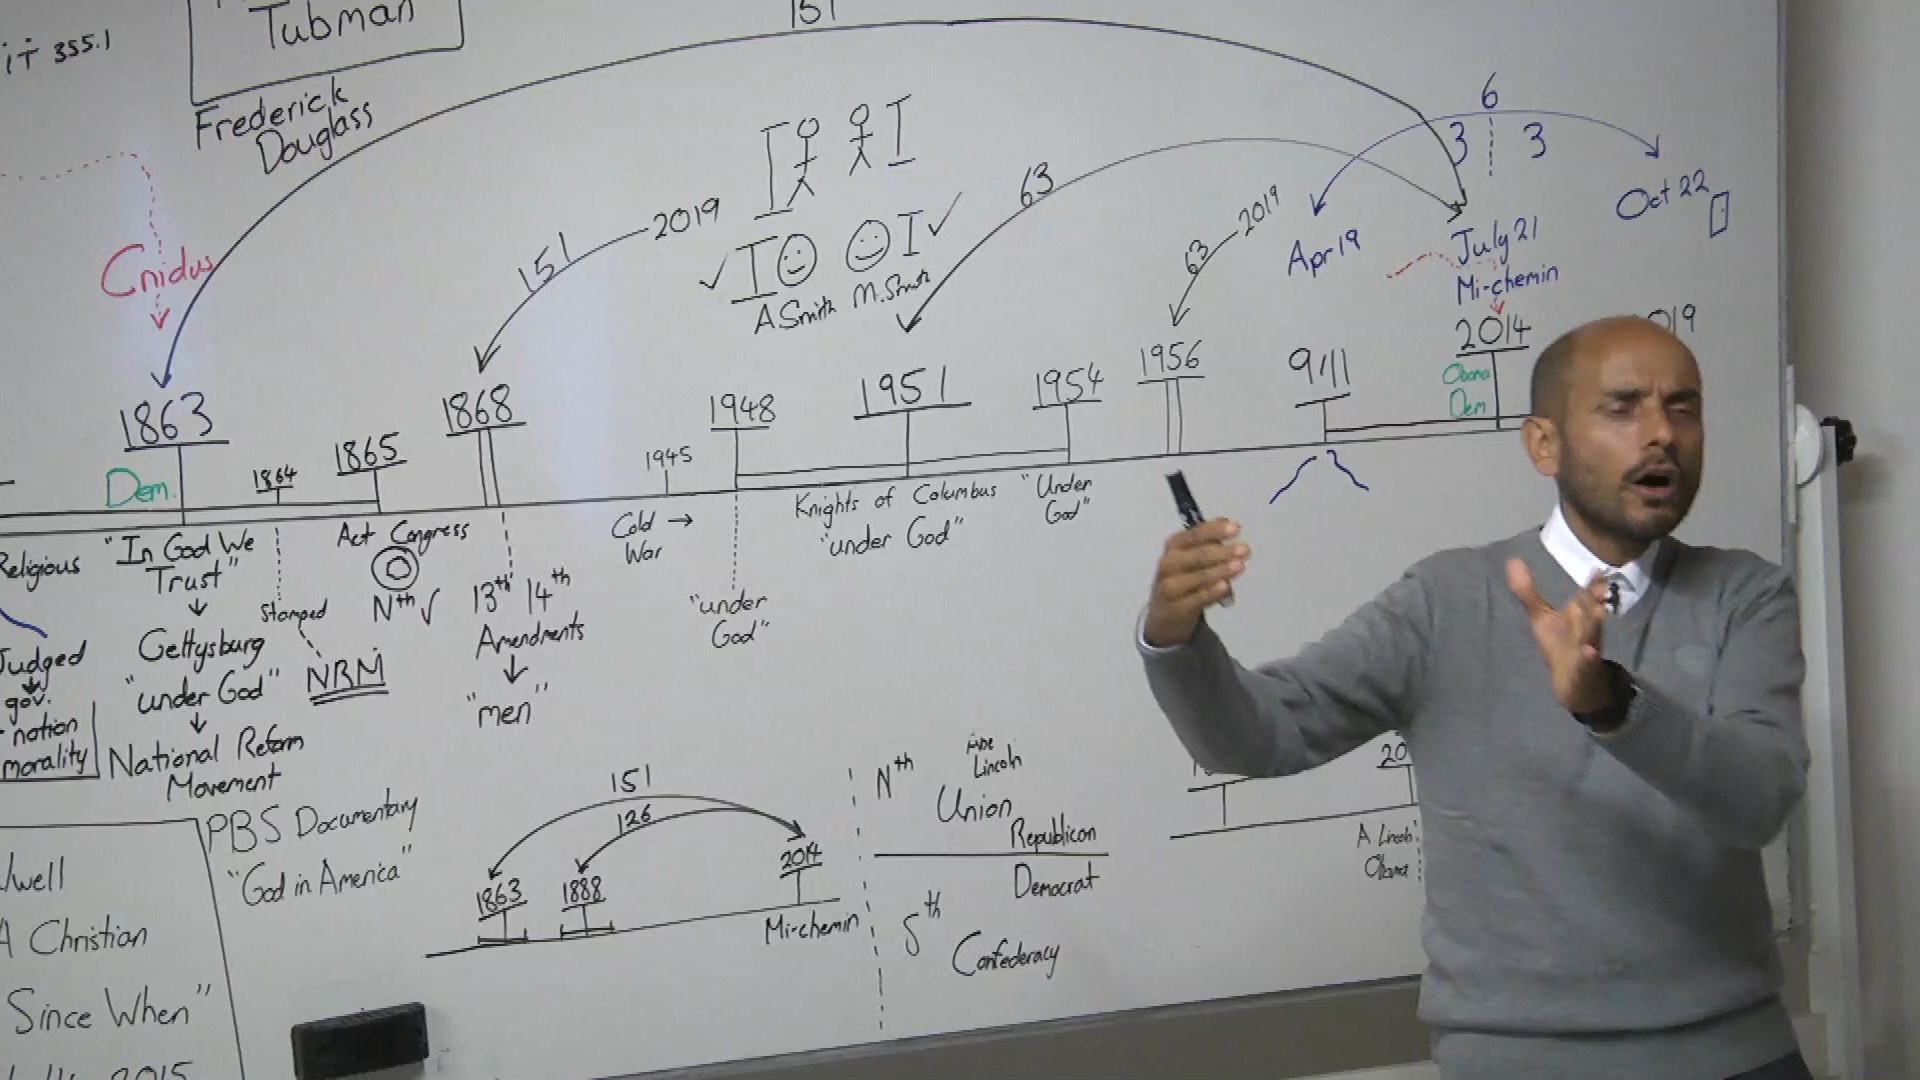 iT 355.1
Tubman
Frederick
Douglass
151
Cnidus
151
2019
A Smith
M. Smith
63
63
2019
6
3
3
Apr 19
July 21
Mi-chemin
Oct 22
1863
1864
1865
1868
1945
1948
1951
1954
1956
9/11
2014
2019
Dem.
Obama
Dem
Religious
"In God We
Trust"
Gettysburg
"under God"
National Reform
Movement
Stamped
NRM
Act Congress
Nth
13th 14th
Amendments
"men"
Cold
War
"under
God"
Knights of Columbus
"under God"
"Under
God"
Judged
gov.
nation
morality
PBS Documentary
"God in America"
A Christian
Since When"
2015
151
126
1863
1888
2014
Mi-chemin
Nth
Abe
Lincoln
Union
Republican
Democrat
Sth
Confederacy
20
A Lincoln
Obama